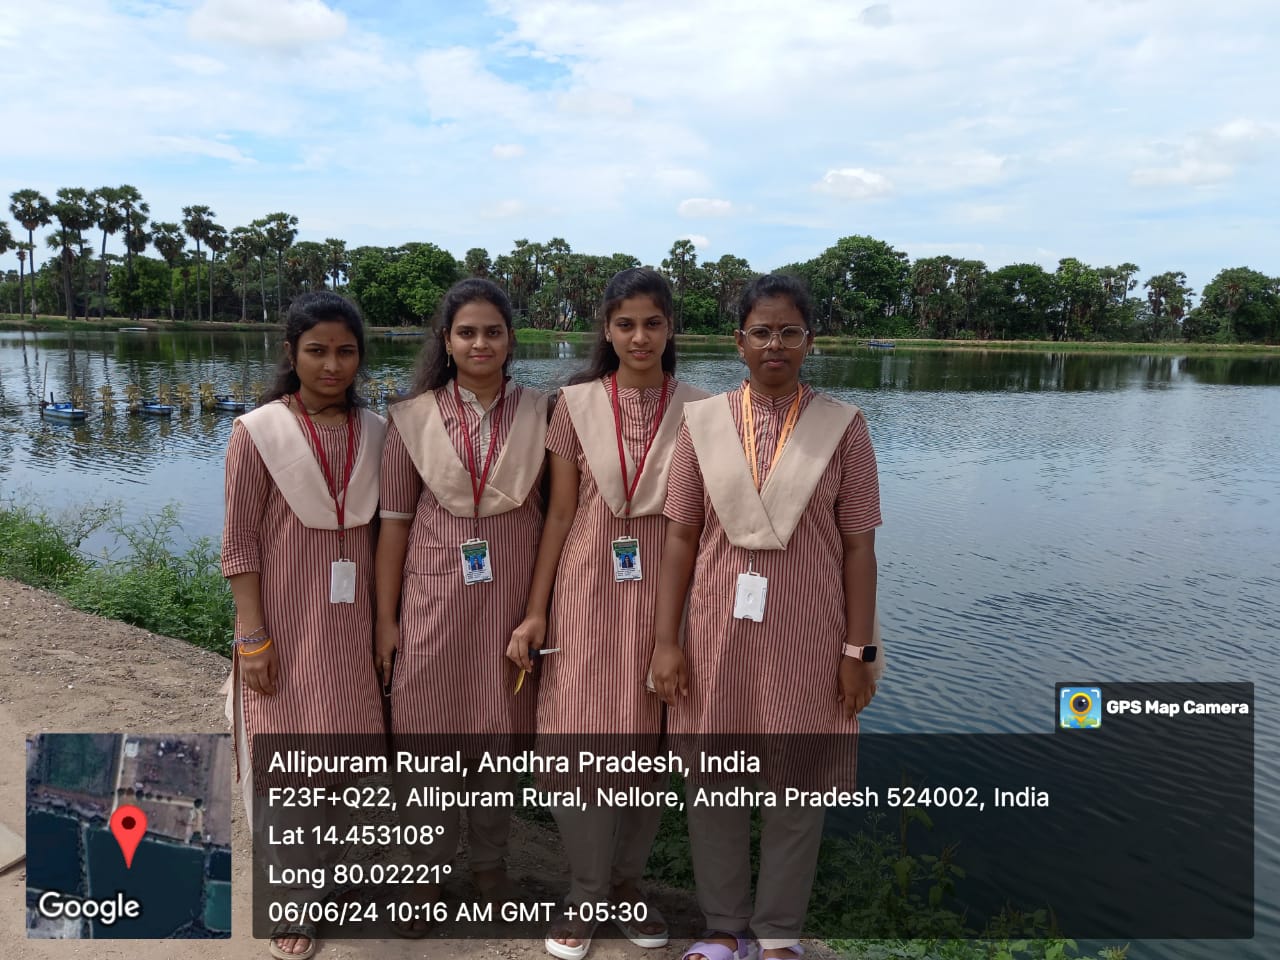 GPS Map Camera
Allipuram Rural, Andhra Pradesh, India
F23F+Q22, Allipuram Rural, Nellore, Andhra Pradesh 524002, India
Lat 14.453108°
Long 80.02221°
06/06/24 10:16 AM GMT +05:30
Google